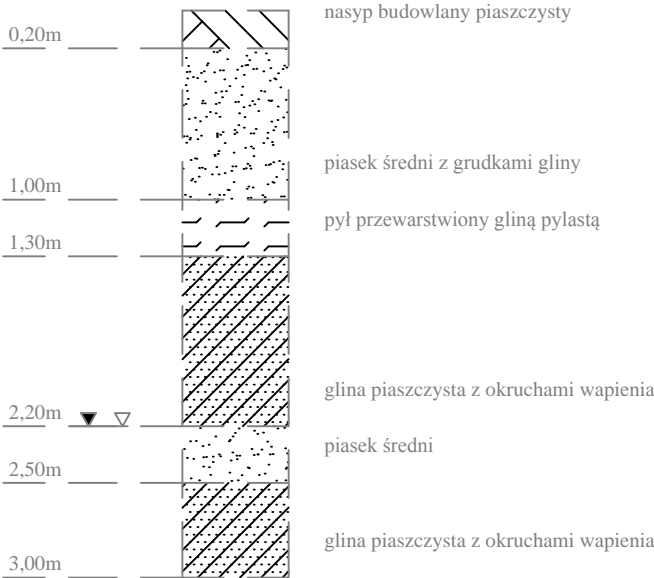 nasyp budowlany piaszczysty
0,20m
piasek średni z grudkami gliny
1,00m
pył przewarstwiony gliną pylastą
1,30m
glina piaszczysta z okruchami wapienia
2,20m
piasek średni
2,50m
glina piaszczysta z okruchami wapienia
3,00m